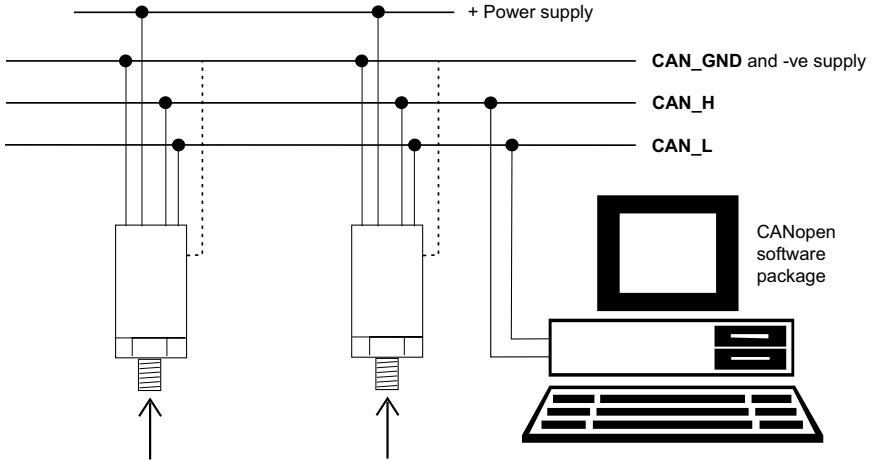 + Power supply
CAN_GND and -ve supply
CAN_H
CAN_L
CANopen
software
package